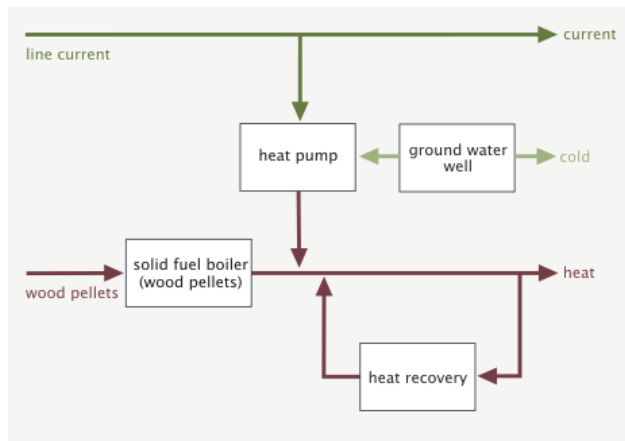 current
line current
heat pump
ground water
well
cold
solid fuel boiler
(wood pellets)
heat
wood pellets
heat recovery